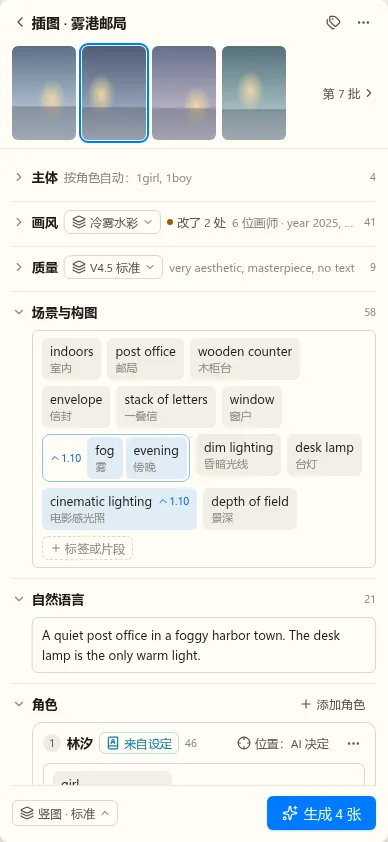 插图 · 雾港邮局
第 7 批
主体 按角色自动：1girl, 1boy 4
画风 冷雾水彩 改了 2 处 6 位画师 · year 2025, ... 41
质量 V4.5 标准 very aesthetic, masterpiece, no text 9
场景与构图 58
indoors post office wooden counter
室内 邮局 木柜台
envelope stack of letters window
信封 一叠信 窗户
1.10 fog evening dim lighting desk lamp
雾 傍晚 昏暗光线 台灯
cinematic lighting 1.10 depth of field
电影感光照 景深
+ 标签或片段
自然语言 21
A quiet post office in a foggy harbor town. The desk
lamp is the only warm light.
角色 + 添加角色
1 林汐 来自设定 46 位置：AI 决定 ...
girl
竖图 · 标准 生成 4 张